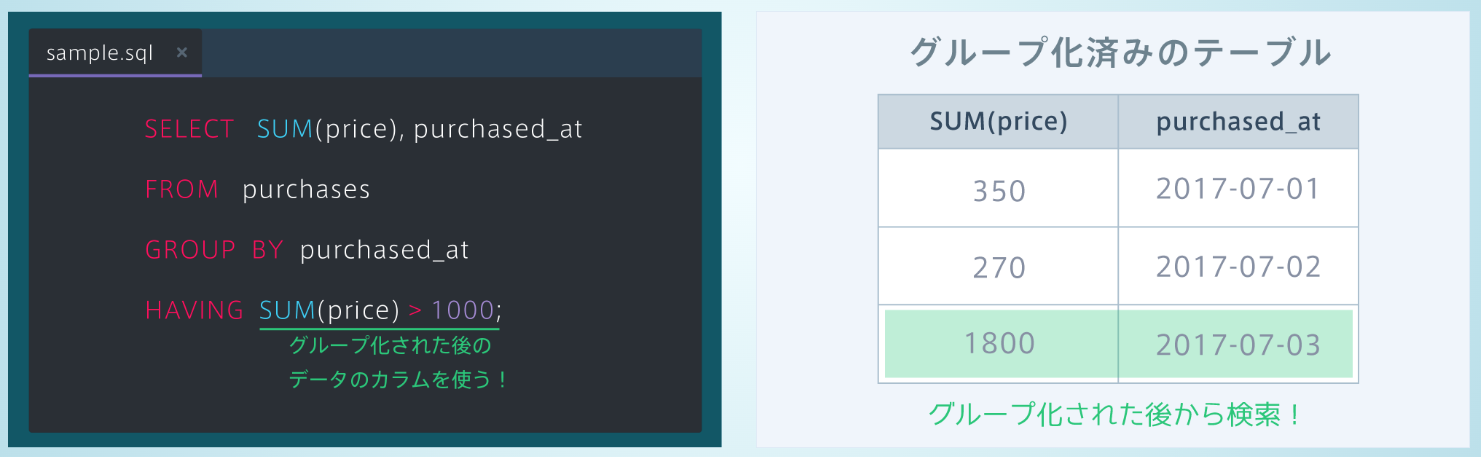 sample.sql ×
SELECT SUM(price), purchased_at
FROM purchases
GROUP BY purchased_at
HAVING SUM(price) > 1000;
グループ化された後の
データのカラムを使う！
グループ化済みのテーブル
SUM(price) purchased_at
350 2017-07-01
270 2017-07-02
1800 2017-07-03
グループ化された後から検索！